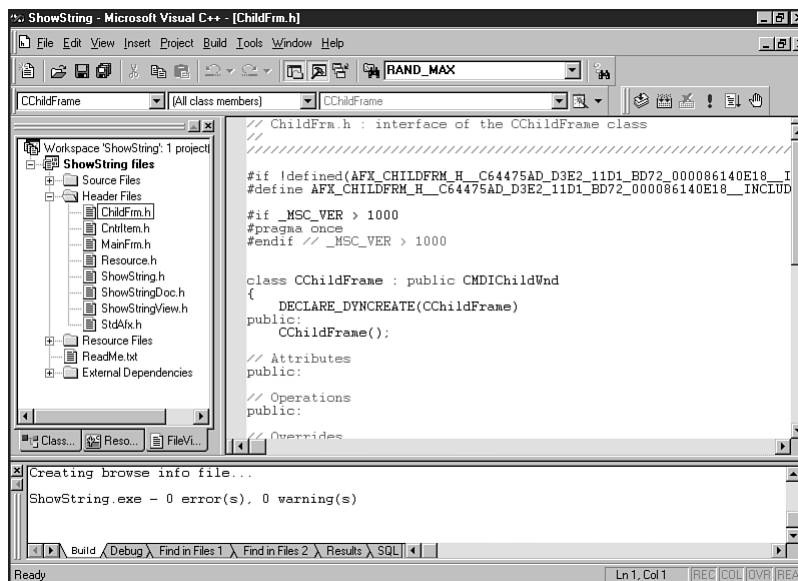 ShowString - Microsoft Visual C++ - [ChildFrm.h]
File Edit View Insert Project Build Tools Window Help
RAND_MAX
CChildFrame (All class members) CChildFrame
Workspace 'ShowString': 1 project
ShowString files
Source Files
Header Files
ChildFrm.h
CntrItem.h
MainFrm.h
Resource.h
ShowString.h
ShowStringDoc.h
ShowStringView.h
StdAfx.h
Resource Files
ReadMe.txt
External Dependencies
Class... Reso... FileVi...
// ChildFrm.h : interface of the CChildFrame class
//
/////////////////////////////////////////////////////////////////////////////
#if !defined(AFX_CHILDFRM_H__C64475AD_D3E2_11D1_BD72_000086140E18__I
#define AFX_CHILDFRM_H__C64475AD_D3E2_11D1_BD72_000086140E18__INCLUD
#if _MSC_VER > 1000
#pragma once
#endif // _MSC_VER > 1000
class CChildFrame : public CMDIChildWnd
{
DECLARE_DYNCREATE(CChildFrame)
public:
CChildFrame();
// Attributes
public:
// Operations
public:
// Overrides
Creating browse info file...
ShowString.exe - 0 error(s), 0 warning(s)
Build Debug Find in Files 1 Find in Files 2 Results SQL
Ready Ln 1, Col 1 REC COL OVR REA